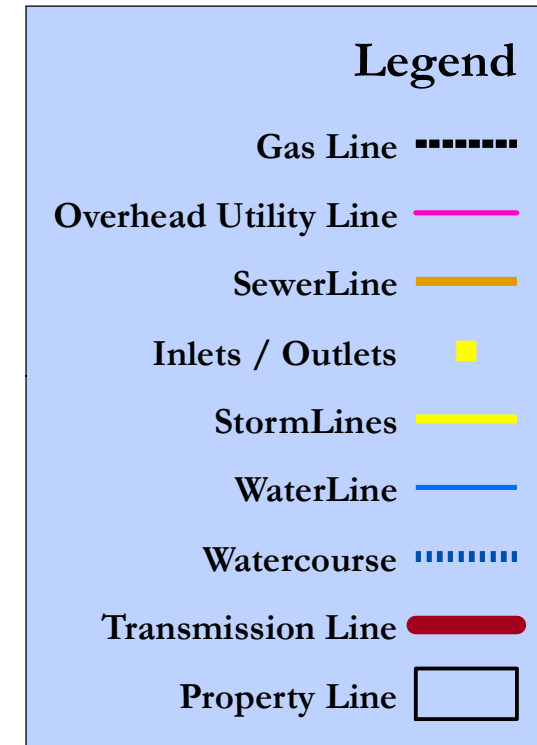 Legend
Gas Line
Overhead Utility Line
SewerLine
Inlets / Outlets
StormLines
WaterLine
Watercourse
Transmission Line
Property Line